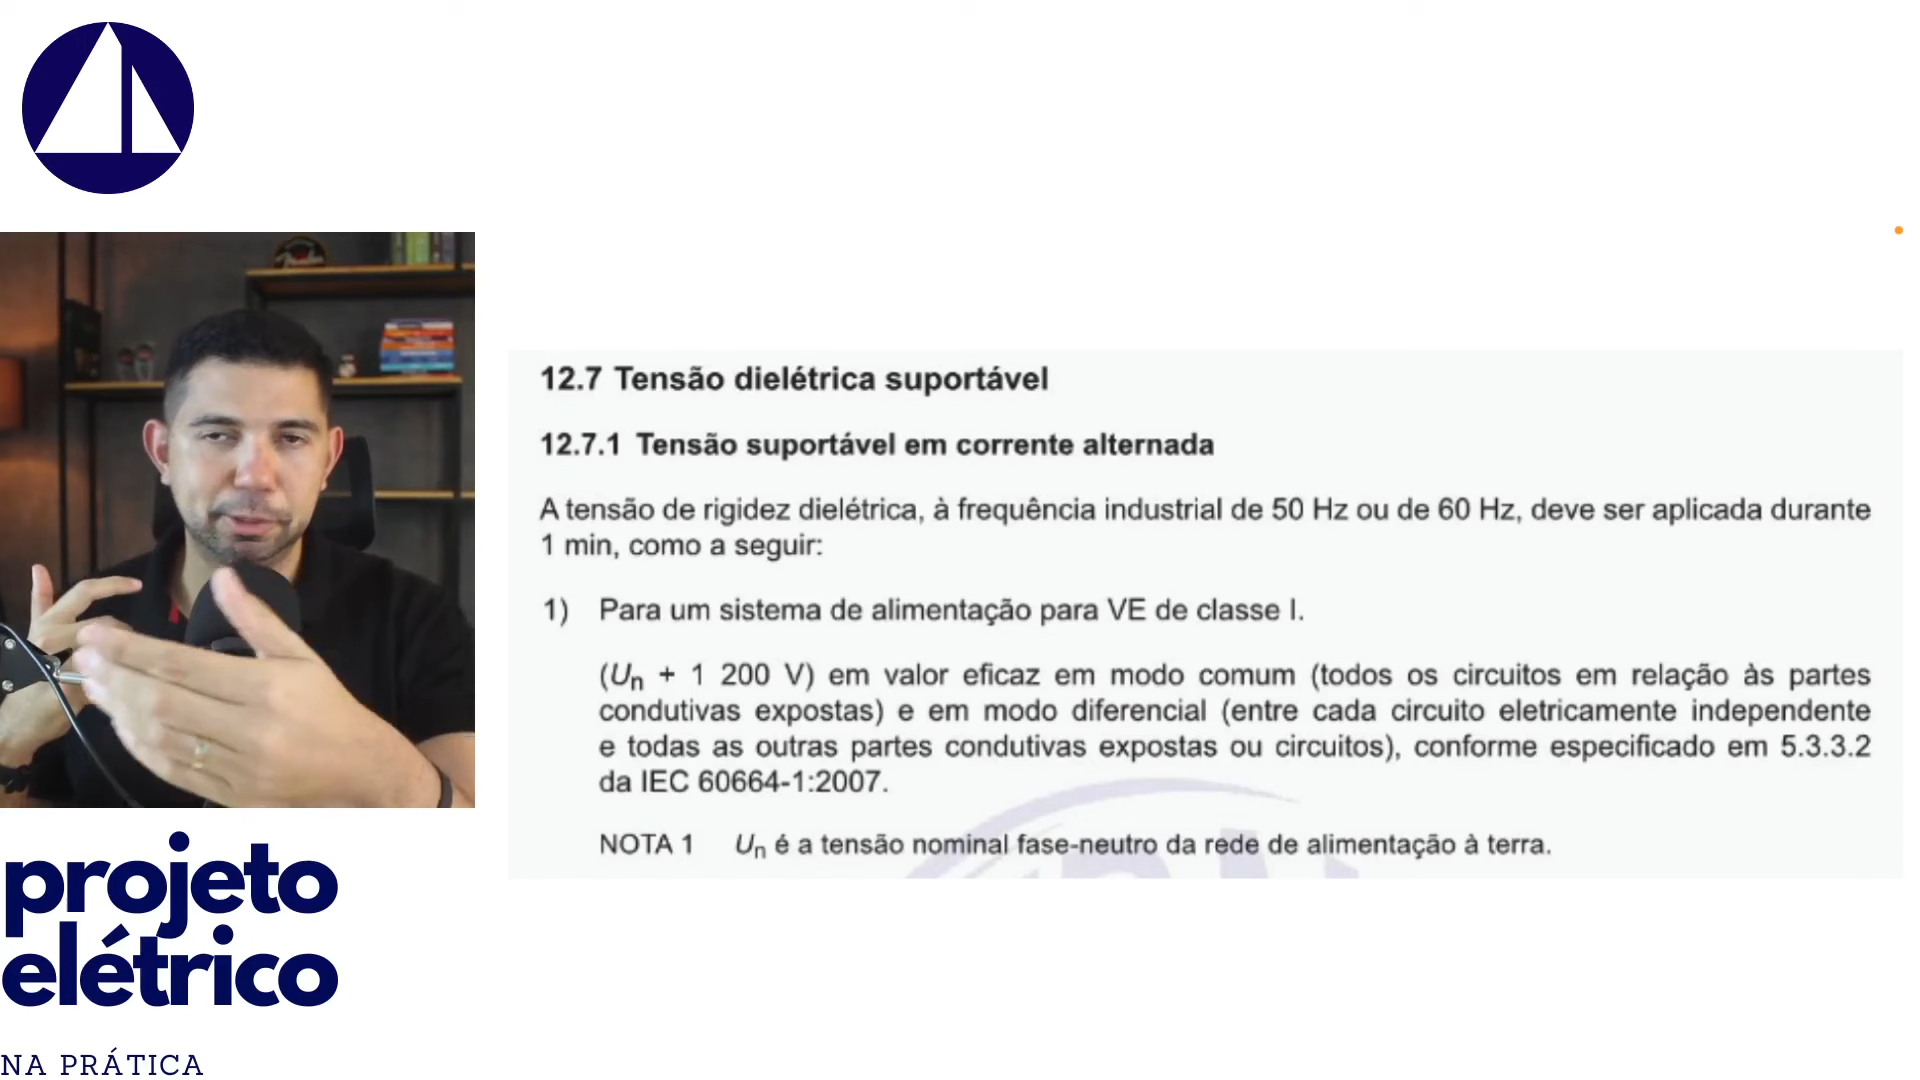 12.7 Tensão dielétrica suportável
12.7.1 Tensão suportável em corrente alternada
A tensão de rigidez dielétrica, à frequência industrial de 50 Hz ou de 60 Hz, deve ser aplicada durante
1 min, como a seguir:
1) Para um sistema de alimentação para VE de classe I.
(Un + 1 200 V) em valor eficaz em modo comum (todos os circuitos em relação às partes
condutivas expostas) e em modo diferencial (entre cada circuito eletricamente independente
e todas as outras partes condutivas expostas ou circuitos), conforme especificado em 5.3.3.2
da IEC 60664-1:2007.
NOTA 1 Un é a tensão nominal fase-neutro da rede de alimentação à terra.
projeto
elétrico
NA PRÁTICA